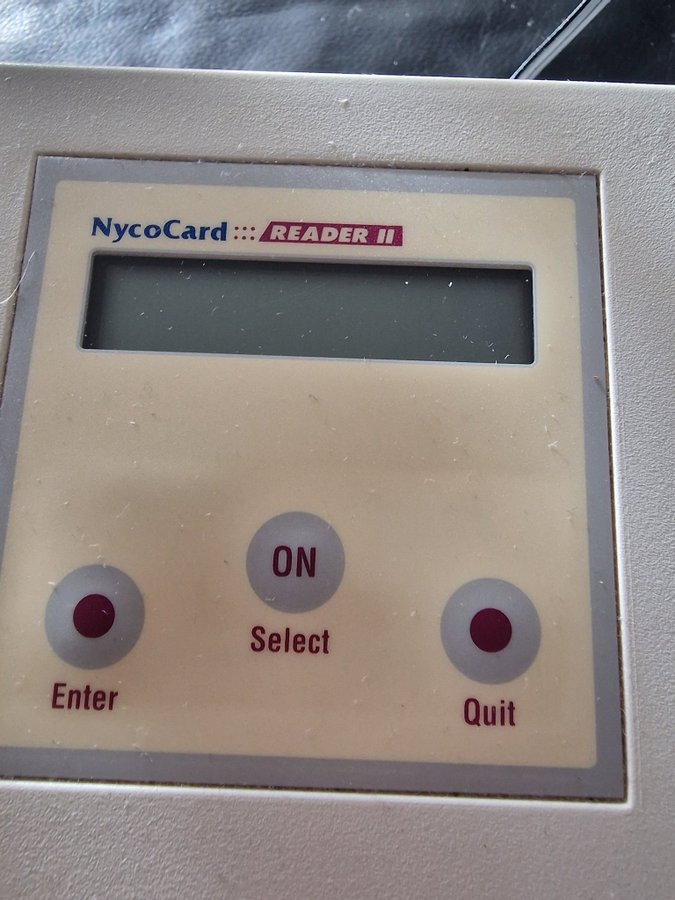 NycoCard ::: READER II
ON
Select
Enter
Quit